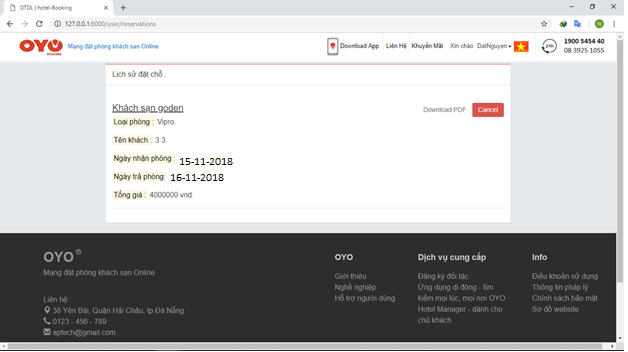 DTDL | hotel-Booking
127.0.0.1:8000/user/reservations
N
OYO
ROOMS
Mạng đặt phòng khách sạn Online
Download App
Liên Hệ
Khuyến Mãi
Xin chào DatNguyen
24h
1900 5454 40
08 3925 1055
Lịch sử đặt chỗ :
Khách sạn goden
Download PDF
Cancel
Loại phòng : Vipro.
Tên khách : 3 3.
Ngày nhận phòng : 15-11-2018
Ngày trả phòng: 16-11-2018
Tổng giá : 4000000 vnd.
OYO ®
Mạng đặt phòng khách sạn Online
Liên hệ:
38 Yên Bái, Quận Hải Châu, tp Đà Nẵng
0123 - 456 - 789
aptech@gmail.com
OYO
Giới thiệu
Nghề nghiệp
Hỗ trợ người dùng
Dịch vụ cung cấp
Đăng ký đối tác
Ứng dụng di động - tìm
kiếm mọi lúc, mọi nơi OYO
Hotel Manager - dành cho
chủ khách
Info
Điều khoản sử dụng
Thông tin pháp lý
Chính sách bảo mật
Sơ đồ website